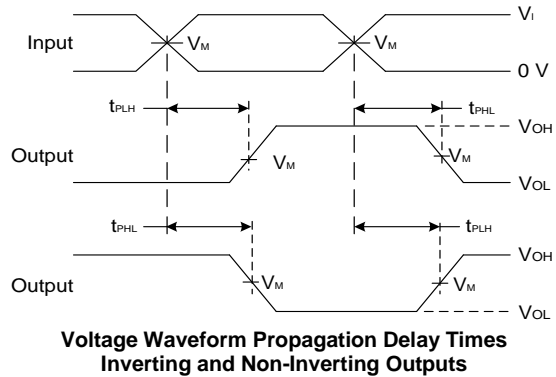 VI
Input
VM
VM
0 V
tPLH
tPHL
VOH
Output
VM
VM
VOL
tPHL
tPLH
VOH
Output
VM
VM
VOL
Voltage Waveform Propagation Delay Times
Inverting and Non-Inverting Outputs